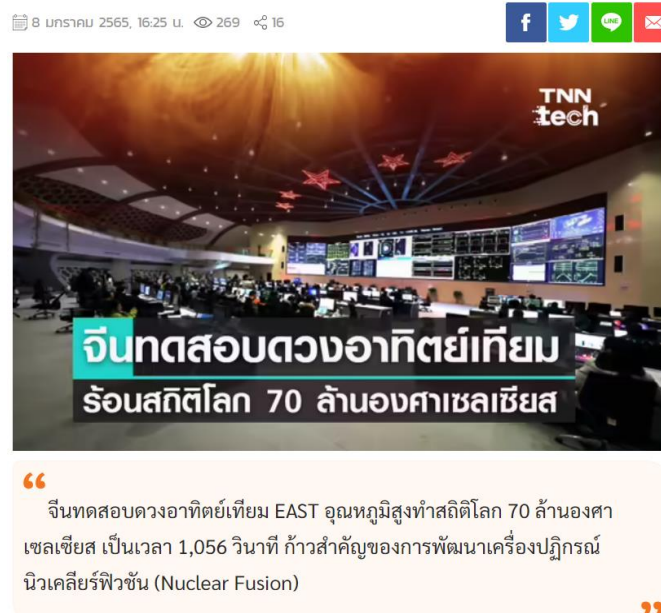 8 มกราคม 2565, 16:25 น. 269 16
LINE
TNN
tech
จีนทดสอบดวงอาทิตย์เทียม
ร้อนสถิติโลก 70 ล้านองศาเซลเซียส
“
จีนทดสอบดวงอาทิตย์เทียม EAST อุณหภูมิสูงทำสถิติโลก 70 ล้านองศา
เซลเซียส เป็นเวลา 1,056 วินาที ก้าวสำคัญของการพัฒนาเครื่องปฏิกรณ์
นิวเคลียร์ฟิวชัน (Nuclear Fusion)
”